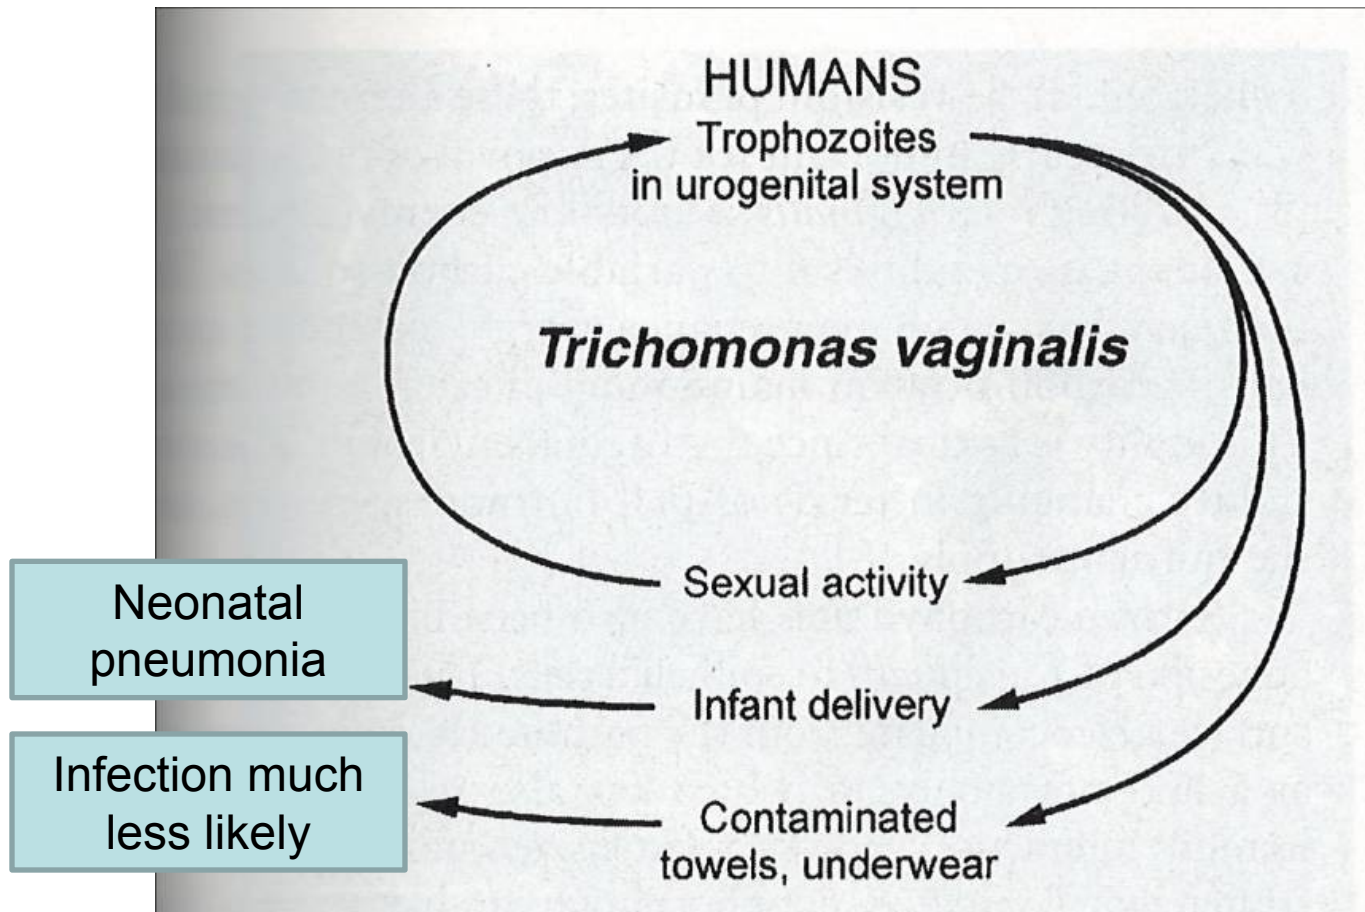 HUMANS
Trophozoites
in urogenital system
Trichomonas vaginalis
Sexual activity
Neonatal
pneumonia
Infant delivery
Infection much
less likely
Contaminated
towels, underwear